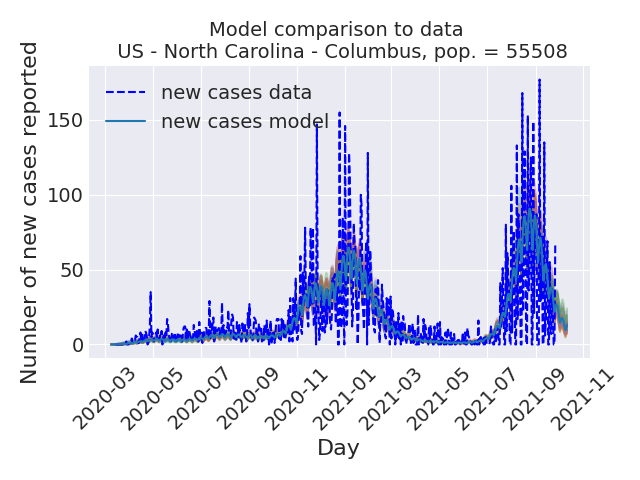 Model comparison to data
US - North Carolina - Columbus, pop. = 55508
Number of new cases reported
150
100
50
0
new cases data
new cases model
2020-03
2020-05
2020-07
2020-09
2020-11
2021-01
2021-03
2021-05
2021-07
2021-09
2021-11
Day